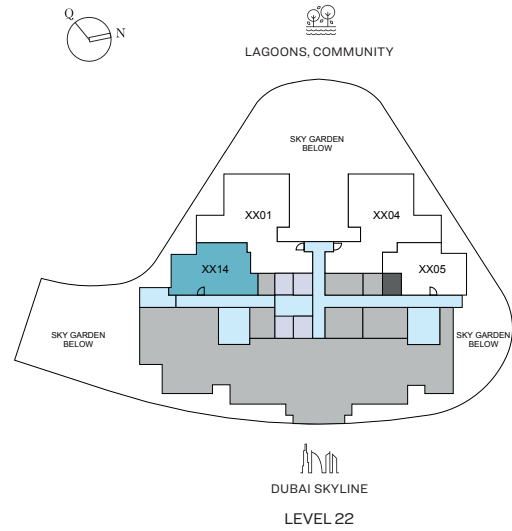 Q
N
LAGOONS, COMMUNITY
SKY GARDEN
BELOW
XX01
XX04
XX14
XX05
SKY GARDEN
BELOW
SKY GARDEN
BELOW
DUBAI SKYLINE
LEVEL 22